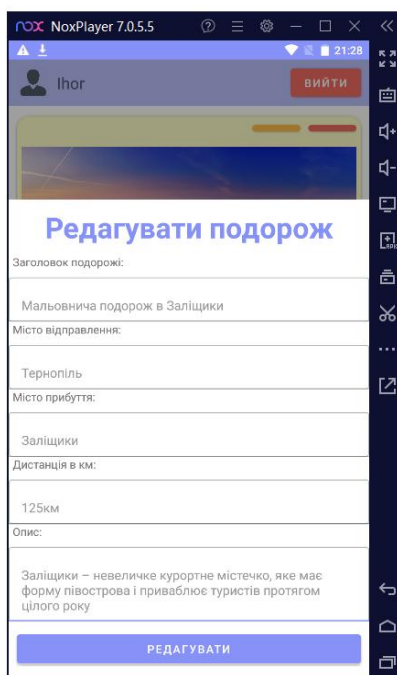 nox NoxPlayer 7.0.5.5
21:28
Ihor
ВИЙТИ
Редагувати подорож
Заголовок подорожі:
Мальовнича подорож в Заліщики
Місто відправлення:
Тернопіль
Місто прибуття:
Заліщики
Дистанція в км:
125км
Опис:
Заліщики – невеличке курортне містечко, яке має
форму півострова і приваблює туристів протягом
цілого року
РЕДАГУВАТИ